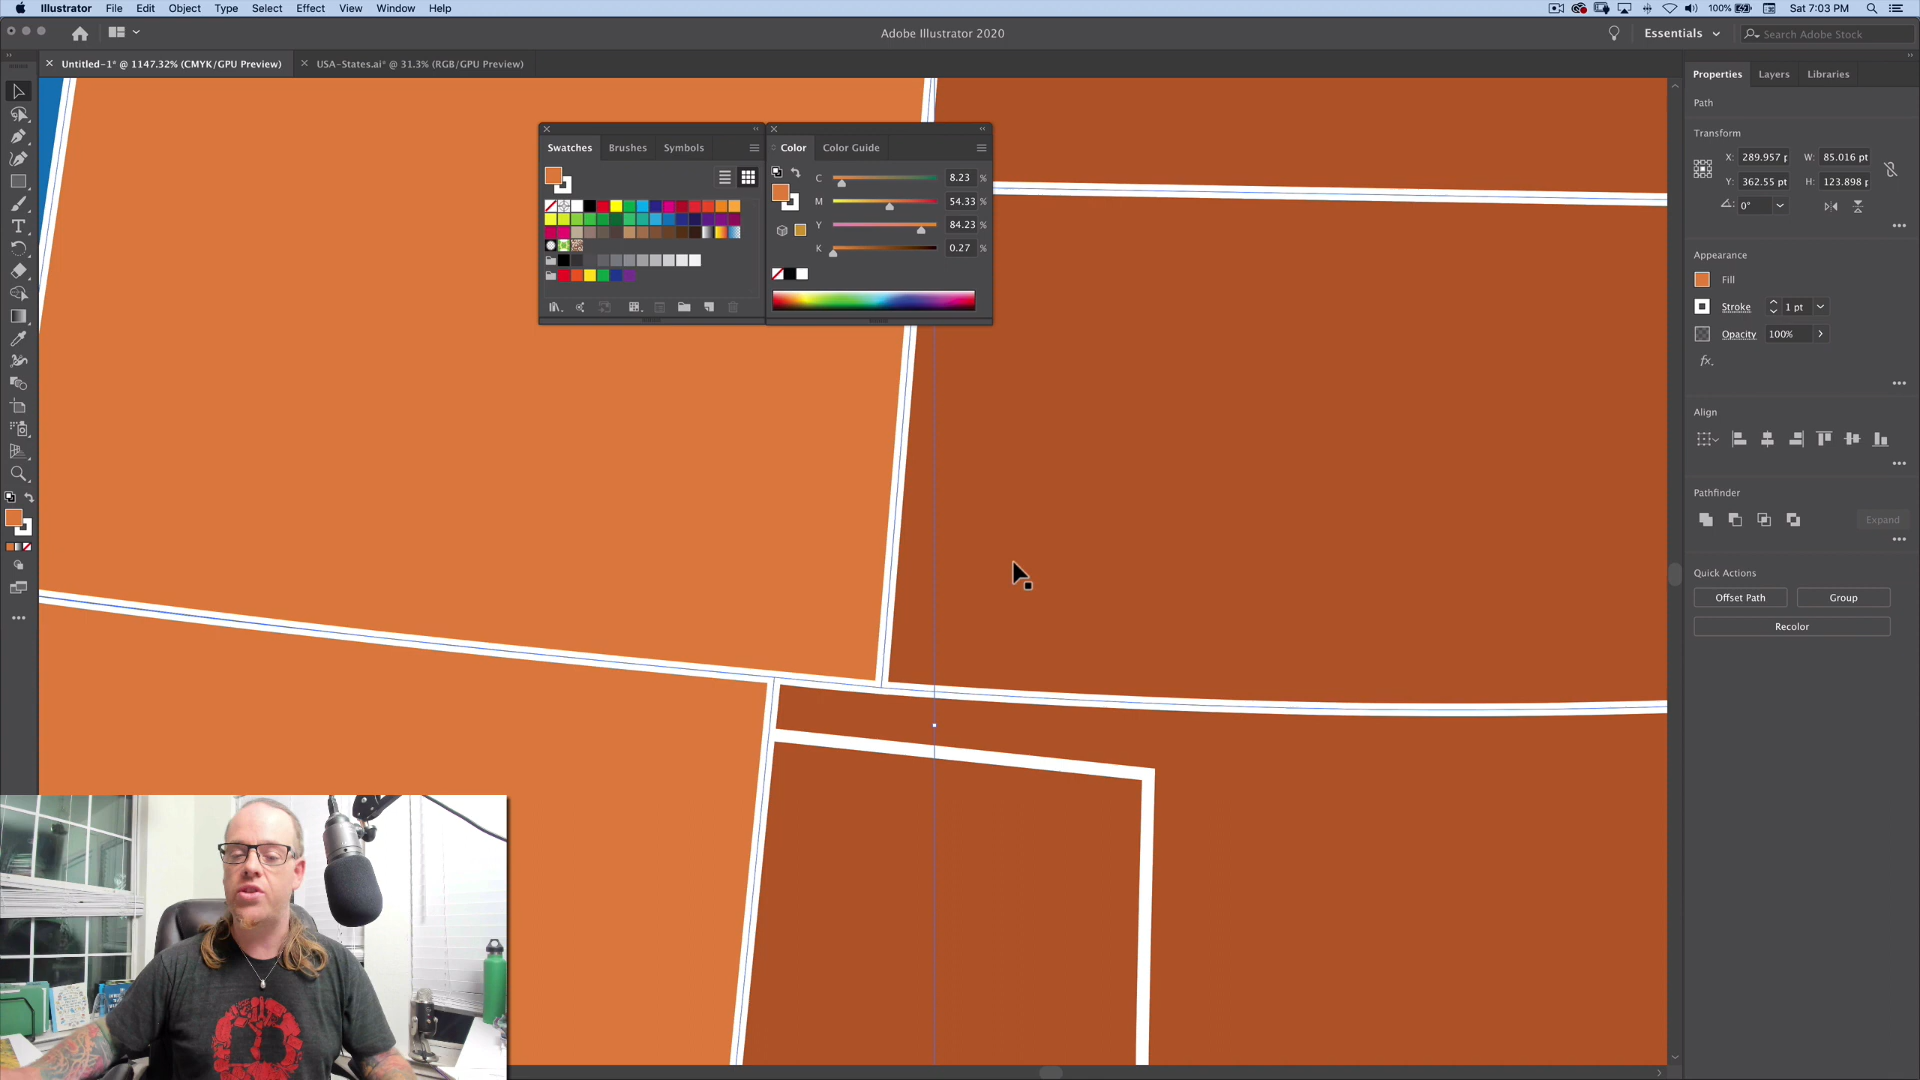 Illustrator File Edit Object Type Select Effect View Window Help
100% Sat 7:03 PM
Adobe Illustrator 2020
Essentials
Search Adobe Stock
Untitled-1* @ 1147.32% (CMYK/GPU Preview)
USA-States.ai* @ 31.3% (RGB/GPU Preview)
Swatches Brushes Symbols
Color Color Guide
C 8.23 %
M 54.33 %
Y 84.23 %
K 0.27 %
Properties Layers Libraries
Path
Transform
X: 289.957 W: 85.016 pt
Y: 362.55 pt H: 123.898
0°
Appearance
Fill
Stroke 1 pt
Opacity 100%
fx.
Align
Pathfinder
Expand
Quick Actions
Offset Path Group
Recolor